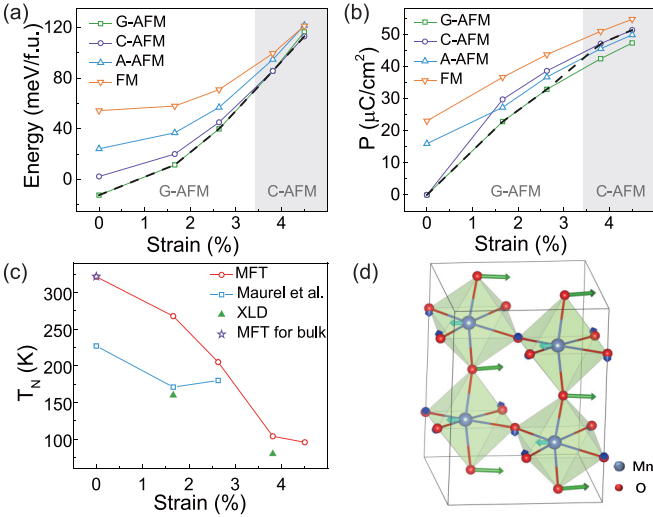 (a)
Energy (meV/f.u.)
120
80
40
0
G-AFM
C-AFM
A-AFM
FM
G-AFM
C-AFM
0 1 2 3 4
Strain (%)
(b)
P (μC/cm²)
50
40
30
20
10
0
G-AFM
C-AFM
A-AFM
FM
G-AFM
C-AFM
0 1 2 3 4
Strain (%)
(c)
T_N (K)
300
250
200
150
100
MFT
Maurel et al.
XLD
MFT for bulk
0 1 2 3 4
Strain (%)
(d)
Mn
O